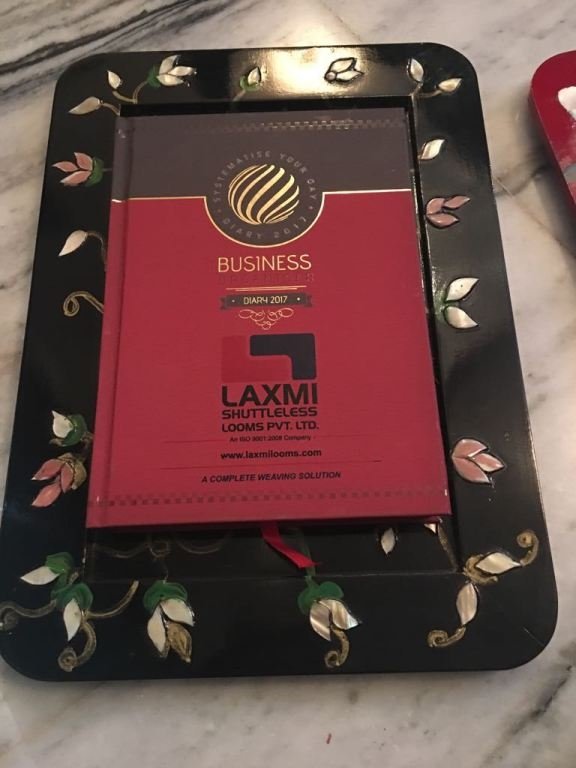 SYSTEMATISE YOUR DAY
DIARY 2017
BUSINESS
DIARY 2017
LAXMI
SHUTTLELESS
LOOMS PVT. LTD.
An ISO 9001:2008 Company
www.laxmilooms.com
A COMPLETE WEAVING SOLUTION